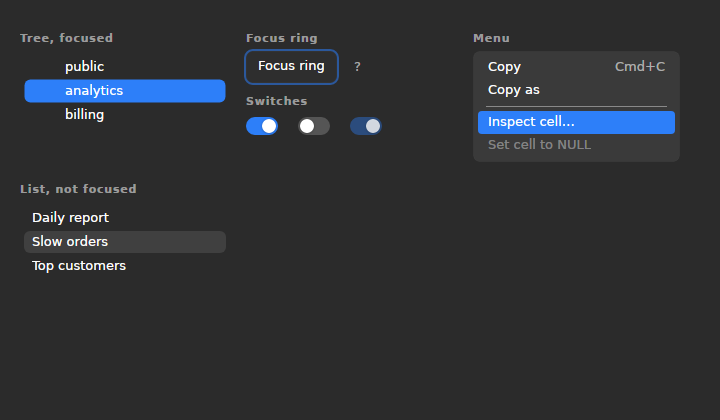 Tree, focused
public
analytics
billing
Focus ring
Focus ring ?
Switches
Menu
Copy Cmd+C
Copy as
Inspect cell...
Set cell to NULL
List, not focused
Daily report
Slow orders
Top customers